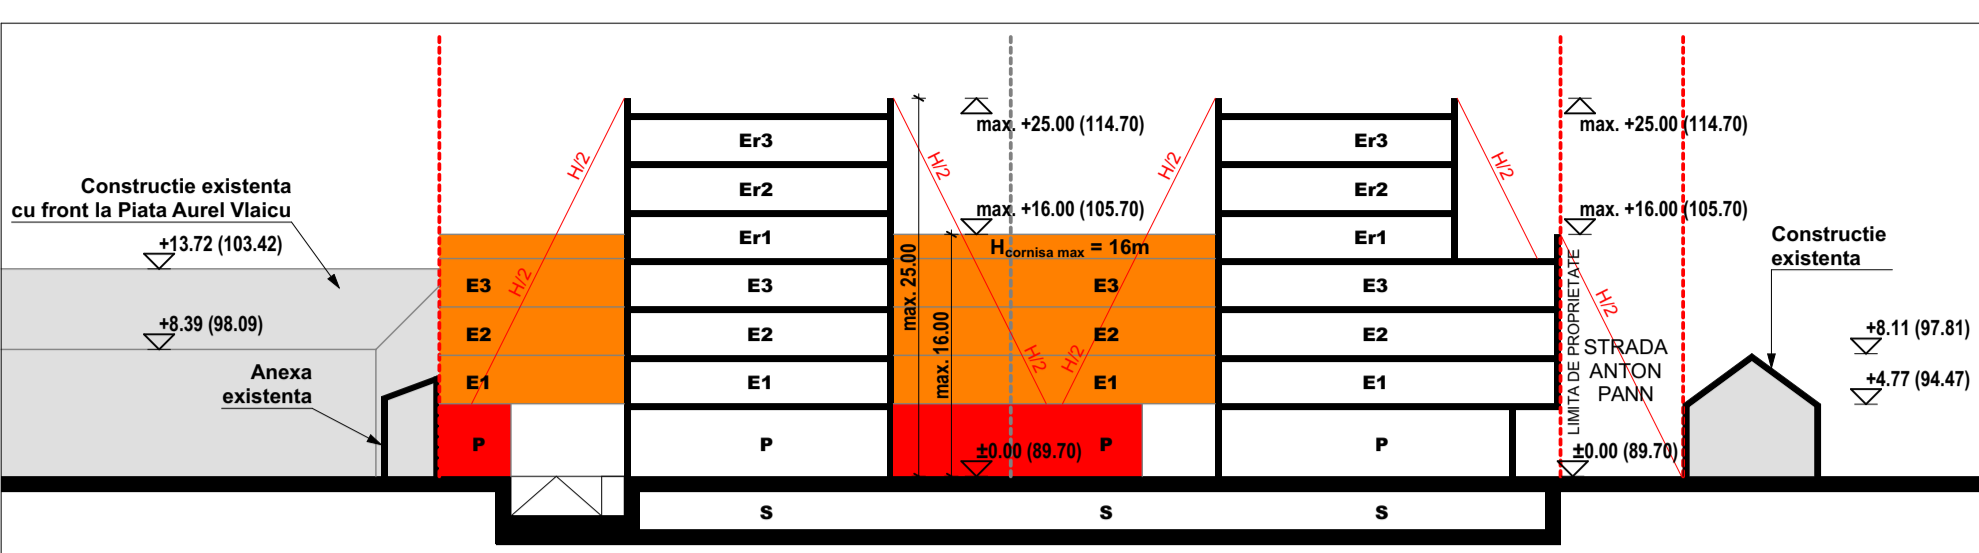 Er3
Er3
max. +25.00 (114.70)
max. +25.00 (114.70)
H/2
H/2
H/2
H/2
Constructie existenta
cu front la Piata Aurel Vlaicu
Er2
Er2
max. +16.00 (105.70)
max. +16.00 (105.70)
+13.72 (103.42)
Er1
Er1
Hcornisa max = 16m
Constructie
existenta
max. 25.00
LIMITA DE PROPRIETATE
E3
H/2
E3
E3
E3
H/2
+8.39 (98.09)
E2
E2
E2
E2
+8.11 (97.81)
STRADA
ANTON
PANN
max. 16.00
H/2
H/2
Anexa
existenta
E1
E1
E1
E1
+4.77 (94.47)
P
P
±0.00 (89.70)
P
P
±0.00 (89.70)
S
S
S